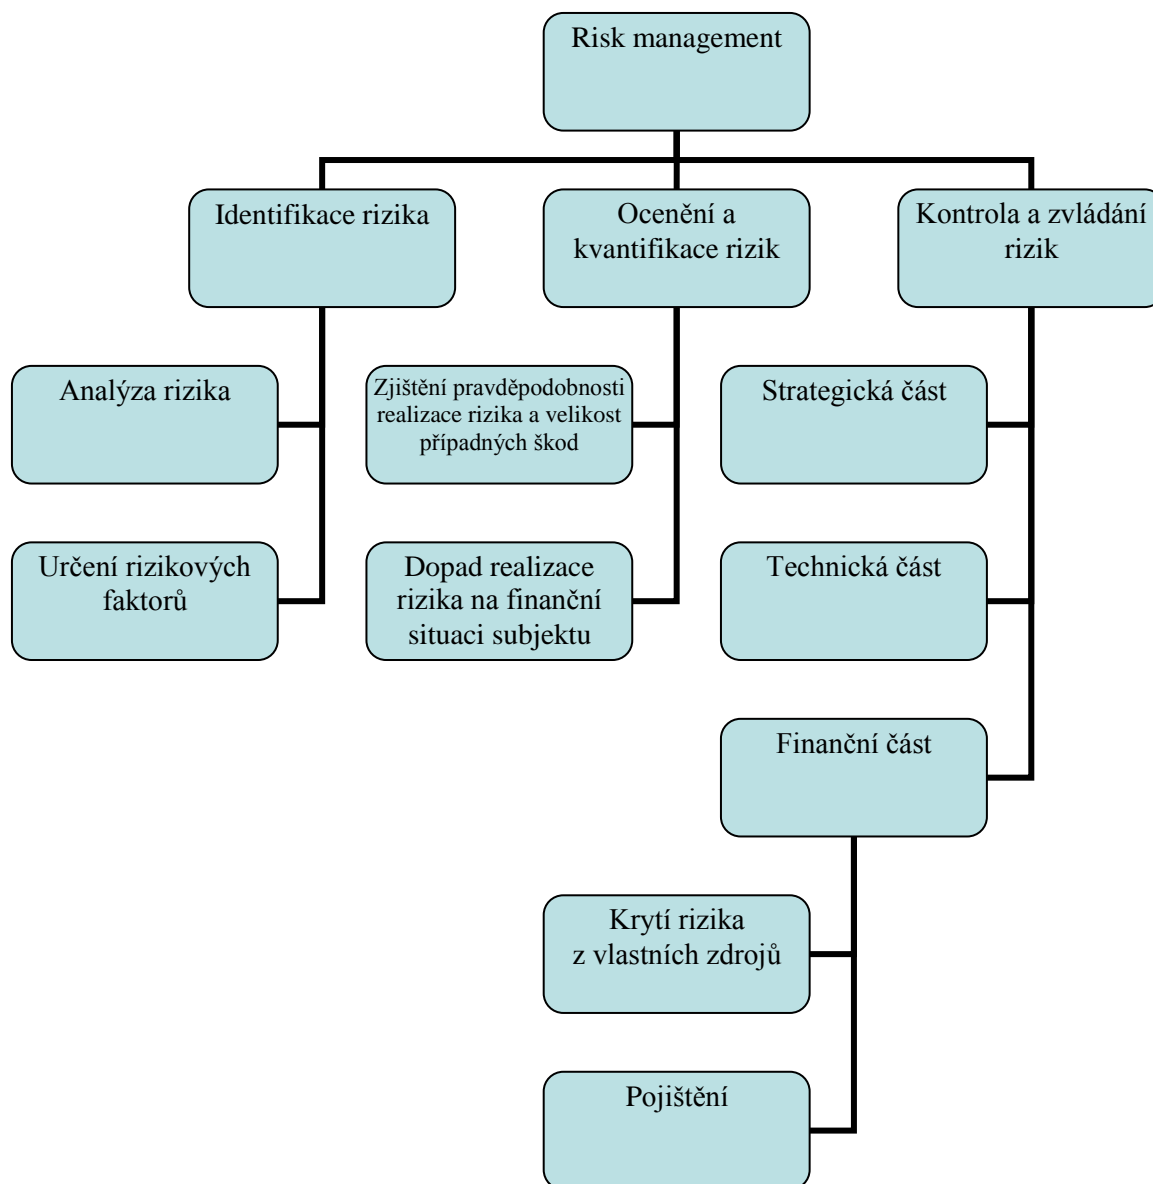 Risk management
Identifikace rizika
Ocenění a
kvantifikace rizik
Kontrola a zvládání
rizik
Analýza rizika
Zjištění pravděpodobnosti
realizace rizika a velikost
případných škod
Strategická část
Určení rizikových
faktorů
Dopad realizace
rizika na finanční
situaci subjektu
Technická část
Finanční část
Krytí rizika
z vlastních zdrojů
Pojištění